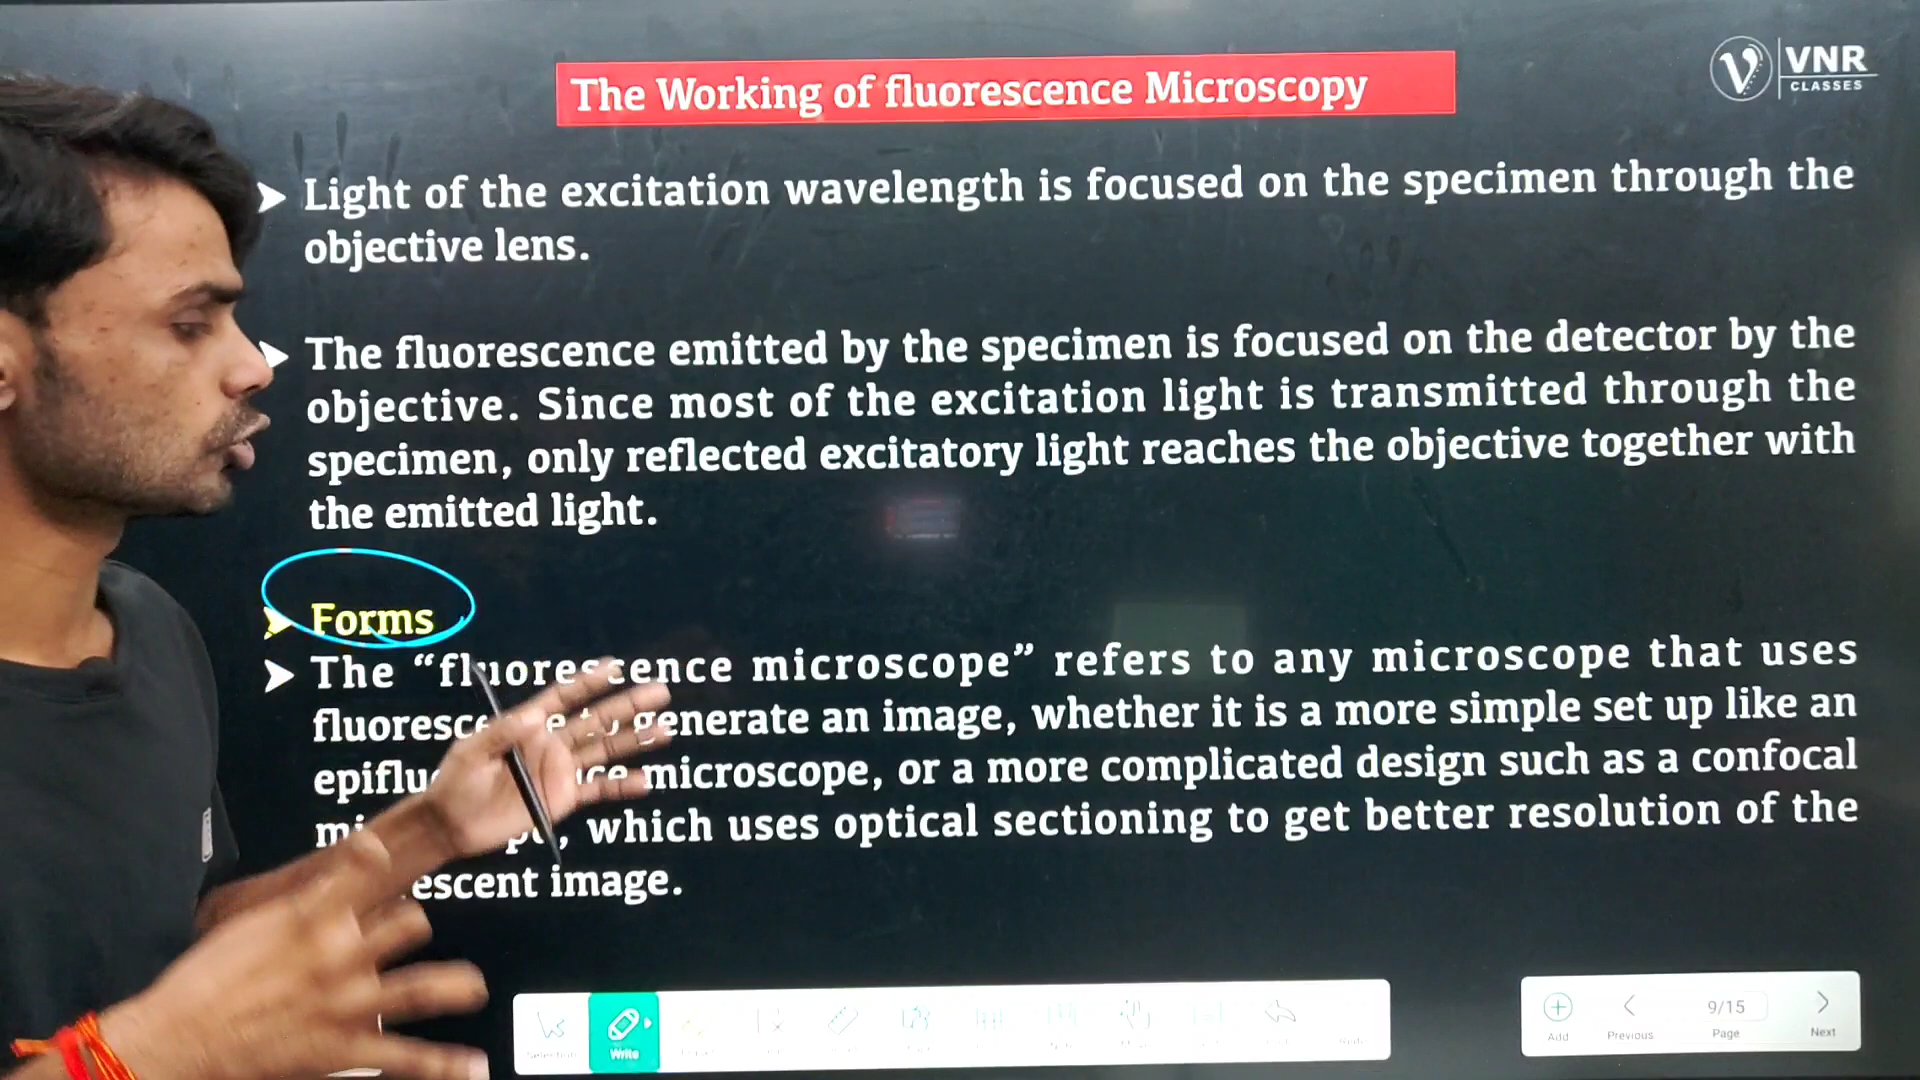 The Working of fluorescence Microscopy
VNR
CLASSES
Light of the excitation wavelength is focused on the specimen through the
objective lens.
The fluorescence emitted by the specimen is focused on the detector by the
objective. Since most of the excitation light is transmitted through the
specimen, only reflected excitatory light reaches the objective together with
the emitted light.
Forms
The “fluorescence microscope” refers to any microscope that uses
to generate an image, whether it is a more simple set up like an
microscope, or a more complicated design such as a confocal
which uses optical sectioning to get better resolution of the
image.
Write
Add
Previous
9/15
Page
Next